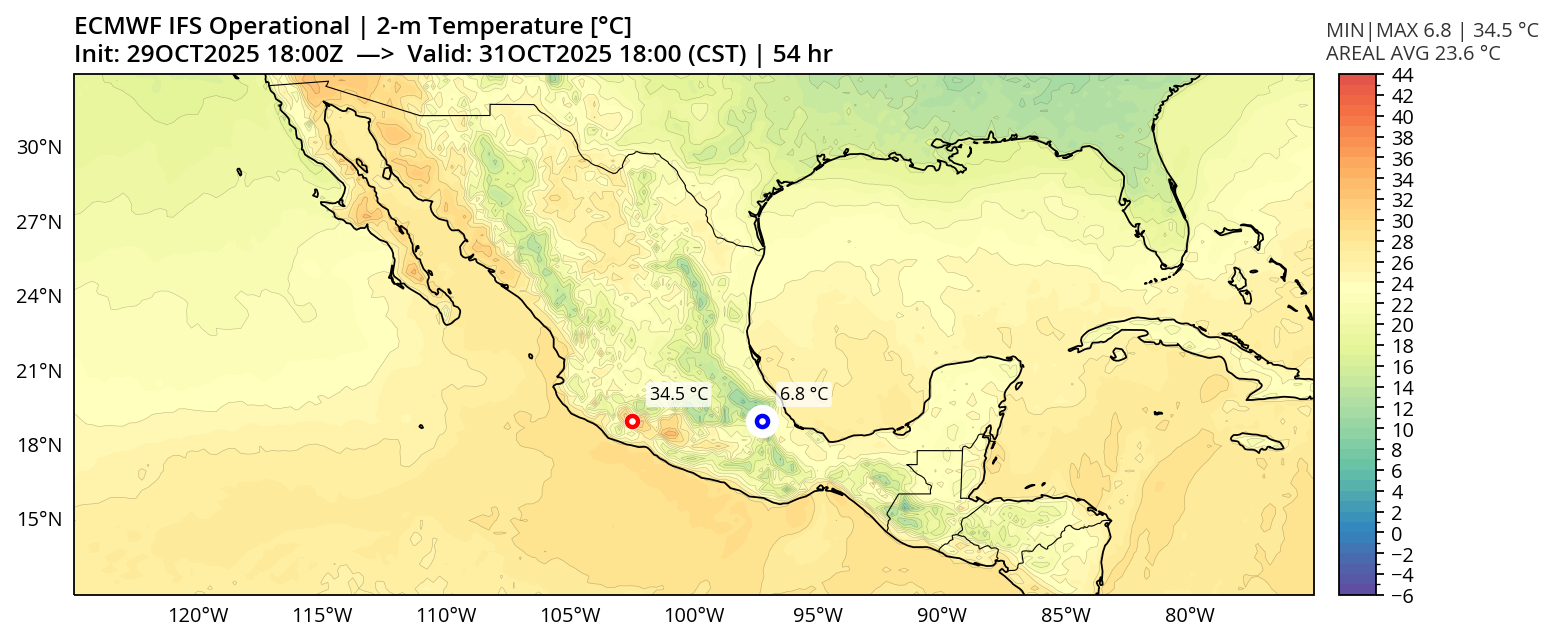 ECMWF IFS Operational | 2-m Temperature [°C]
Init: 29OCT2025 18:00Z —> Valid: 31OCT2025 18:00 (CST) | 54 hr
MIN|MAX 6.8 | 34.5 °C
AREAL AVG 23.6 °C
30°N
27°N
24°N
21°N
18°N
15°N
34.5 °C
6.8 °C
120°W
115°W
110°W
105°W
100°W
95°W
90°W
85°W
80°W
44
42
40
38
36
34
32
30
28
26
24
22
20
18
16
14
12
10
8
6
4
2
0
−2
−4
−6